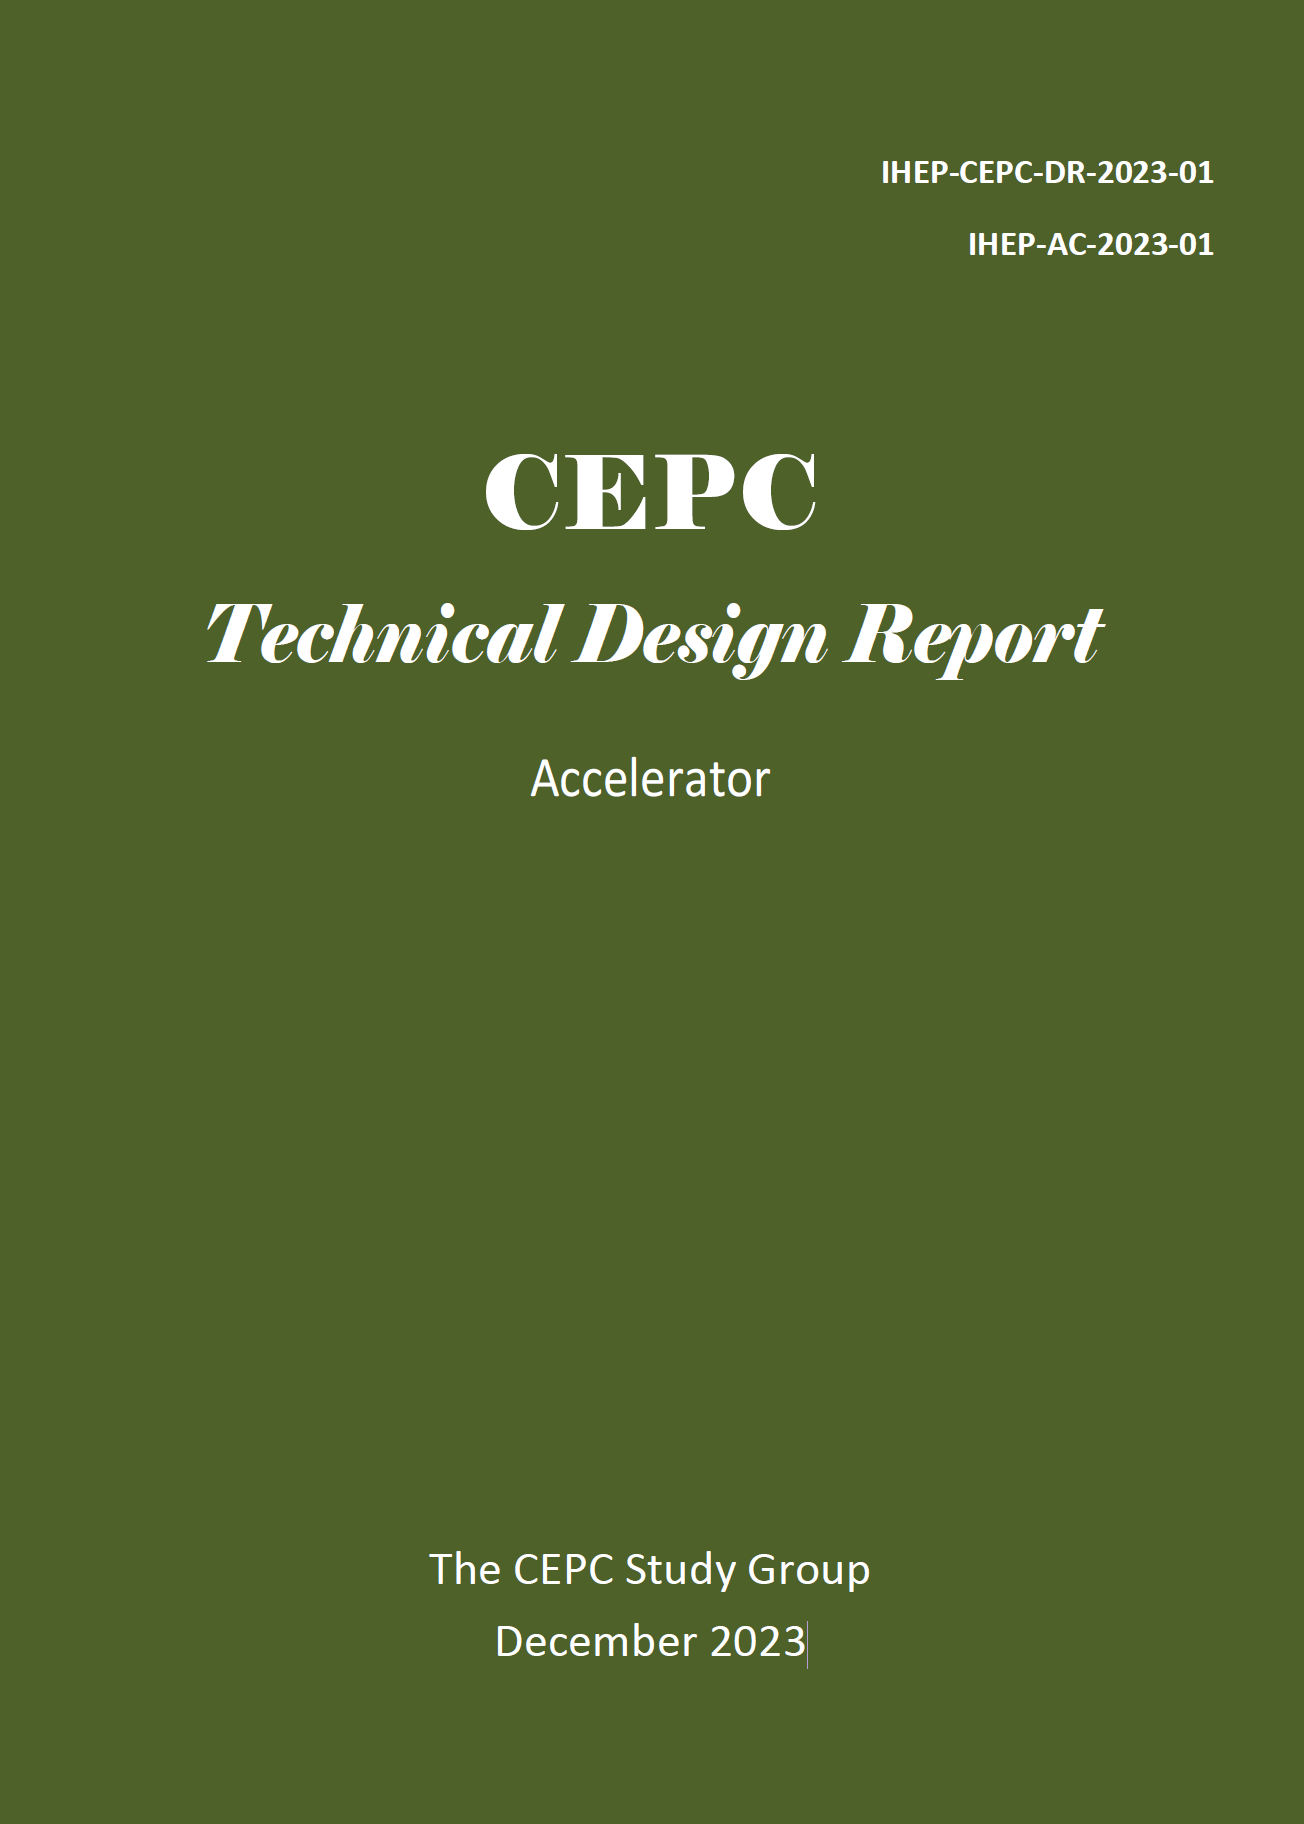 IHEP-CEPC-DR-2023-01
IHEP-AC-2023-01
CEPC
Technical Design Report
Accelerator
The CEPC Study Group
December 2023